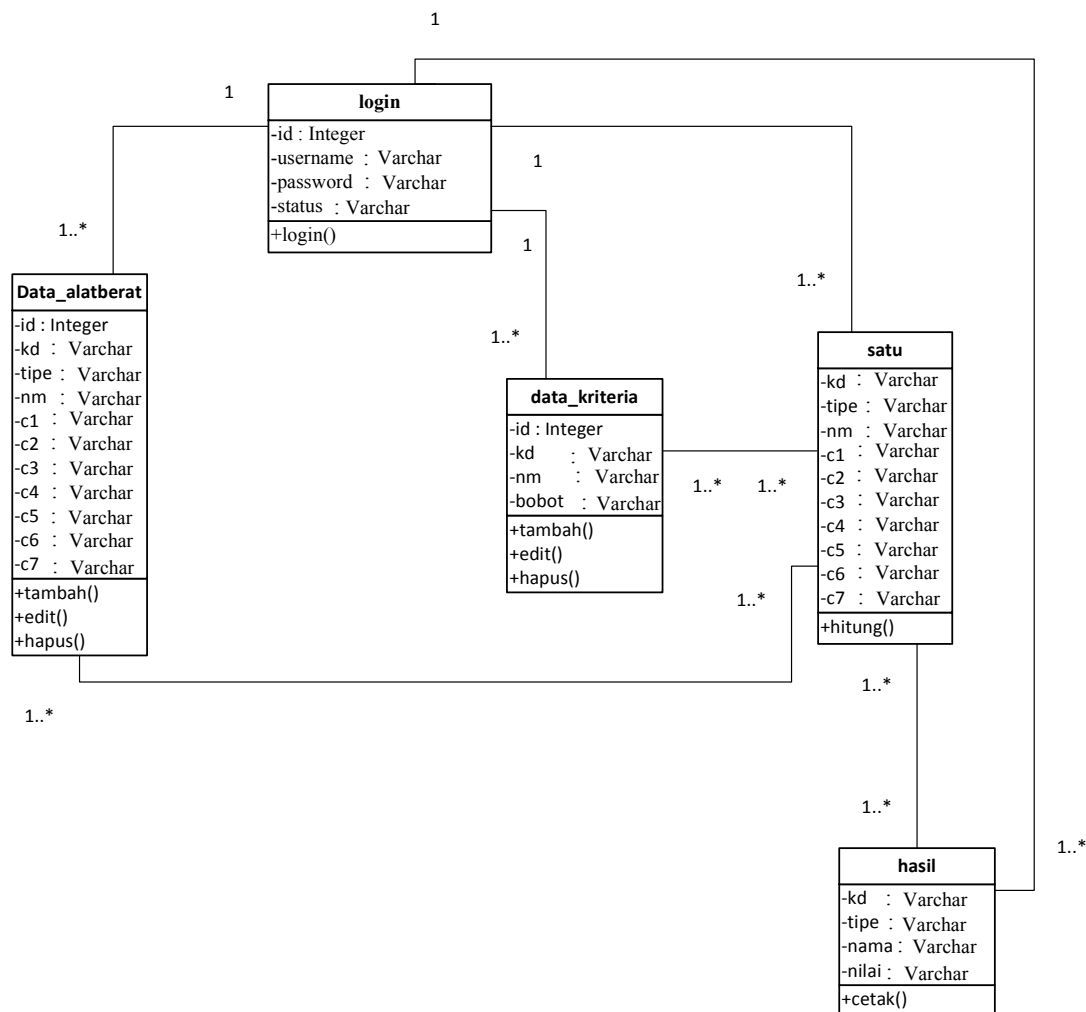 1
1
login
-id : Integer
-username : Varchar
-password : Varchar
-status : Varchar
+login()
1
1
1..*
1..*
1..*
Data_alatberat
-id : Integer
-kd : Varchar
-tipe : Varchar
-nm : Varchar
-c1 : Varchar
-c2 : Varchar
-c3 : Varchar
-c4 : Varchar
-c5 : Varchar
-c6 : Varchar
-c7 : Varchar
+tambah()
+edit()
+hapus()
1..*
data_kriteria
-id : Integer
-kd : Varchar
-nm : Varchar
-bobot : Varchar
+tambah()
+edit()
+hapus()
1..*
1..*
1..*
satu
-kd : Varchar
-tipe : Varchar
-nm : Varchar
-c1 : Varchar
-c2 : Varchar
-c3 : Varchar
-c4 : Varchar
-c5 : Varchar
-c6 : Varchar
-c7 : Varchar
+hitung()
1..*
1..*
1..*
hasil
-kd : Varchar
-tipe : Varchar
-nama : Varchar
-nilai : Varchar
+cetak()